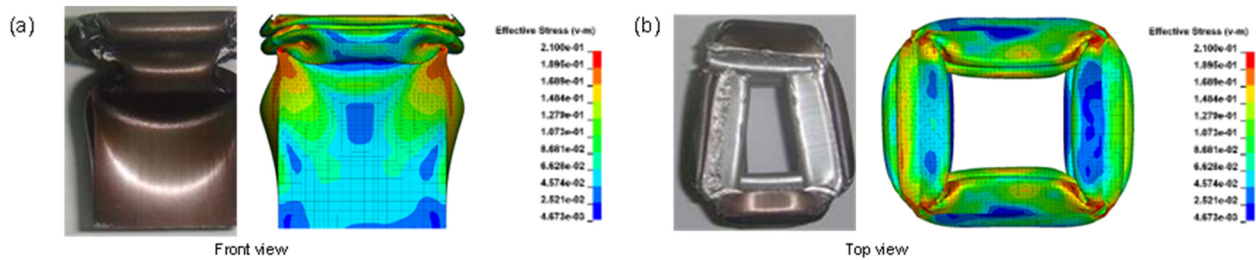 (a)
Effective Stress (v-m)
2.100e-01
1.895e-01
1.689e-01
1.484e-01
1.279e-01
1.073e-01
8.681e-02
6.628e-02
4.574e-02
2.521e-02
4.673e-03
Front view
(b)
Effective Stress (v-m)
2.100e-01
1.895e-01
1.689e-01
1.484e-01
1.279e-01
1.073e-01
8.681e-02
6.628e-02
4.574e-02
2.521e-02
4.673e-03
Top view